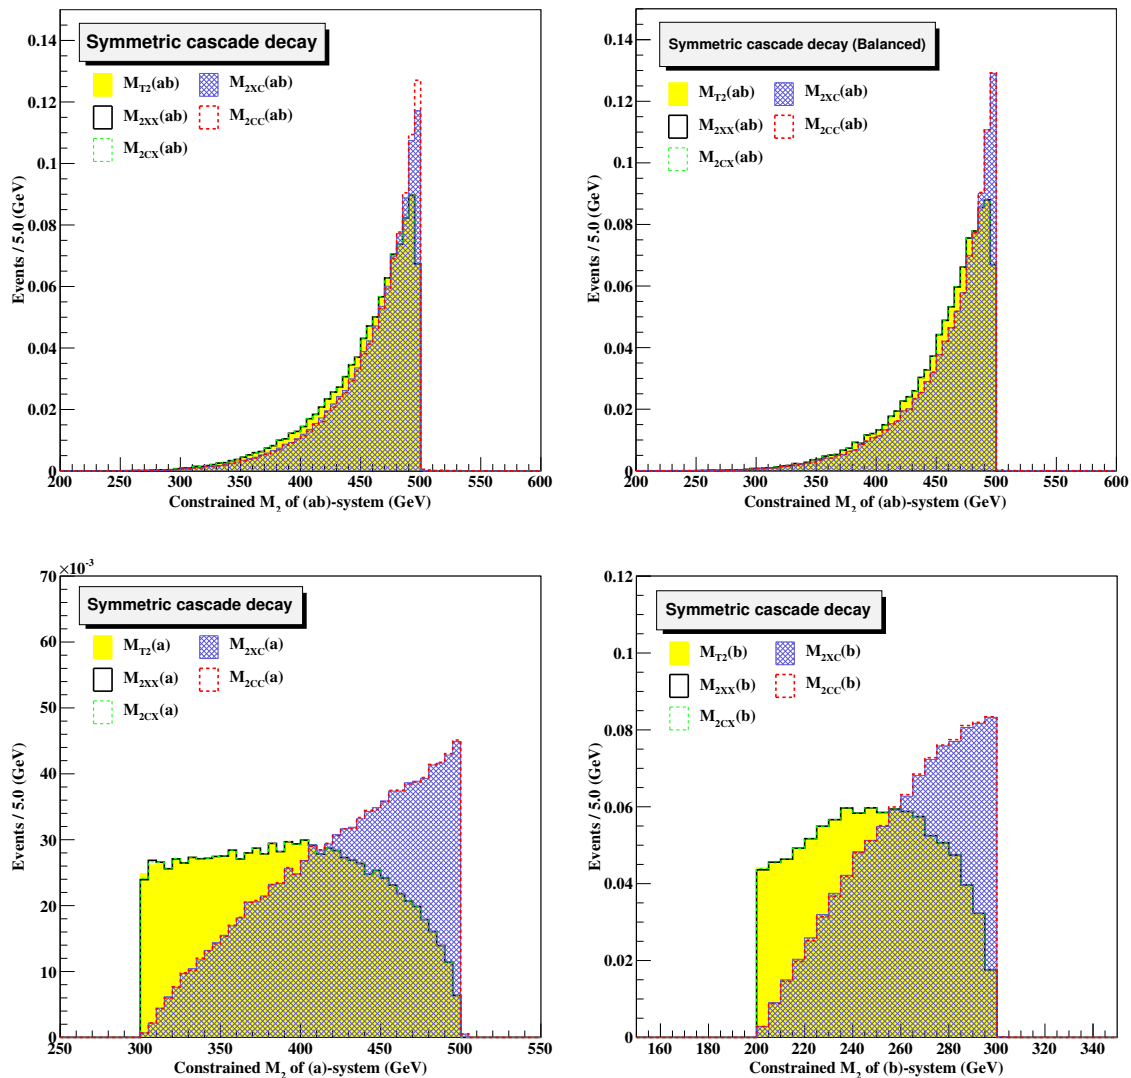 Symmetric cascade decay
M_T2(ab) M_2XC(ab)
M_2XX(ab) M_2CC(ab)
M_2CX(ab)
Events / 5.0 (GeV)
0.14
0.12
0.1
0.08
0.06
0.04
0.02
0
200 250 300 350 400 450 500 550 600
Constrained M_2 of (ab)-system (GeV)
Symmetric cascade decay (Balanced)
M_T2(ab) M_2XC(ab)
M_2XX(ab) M_2CC(ab)
M_2CX(ab)
Events / 5.0 (GeV)
0.14
0.12
0.1
0.08
0.06
0.04
0.02
0
200 250 300 350 400 450 500 550 600
Constrained M_2 of (ab)-system (GeV)
×10⁻³
Symmetric cascade decay
M_T2(a) M_2XC(a)
M_2XX(a) M_2CC(a)
M_2CX(a)
Events / 5.0 (GeV)
70
60
50
40
30
20
10
0
250 300 350 400 450 500 550
Constrained M_2 of (a)-system (GeV)
Symmetric cascade decay
M_T2(b) M_2XC(b)
M_2XX(b) M_2CC(b)
M_2CX(b)
Events / 5.0 (GeV)
0.12
0.1
0.08
0.06
0.04
0.02
0
160 180 200 220 240 260 280 300 320 340
Constrained M_2 of (b)-system (GeV)